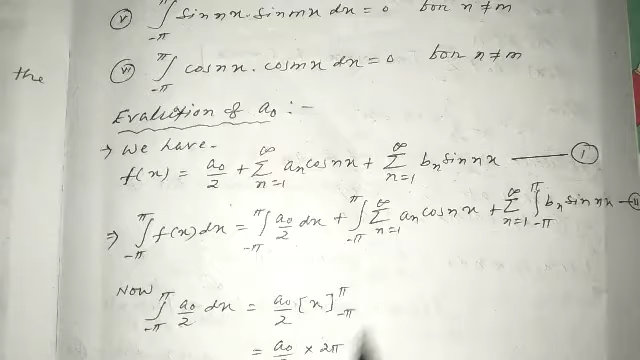 (v) ∫_{-π}^{π} sin nx. sin mx dx = 0 for n ≠ m
(vi) ∫_{-π}^{π} cos nx. cos mx dx = 0 for n ≠ m
the
Evalution of a₀ : -
→ We have -
f(x) = a₀/2 + Σ_{n=1}^{∞} aₙ cos nx + Σ_{n=1}^{∞} bₙ sin nx — (I)
⇒ ∫_{-π}^{π} f(x) dx = ∫_{-π}^{π} a₀/2 dx + ∫_{-π}^{π} Σ_{n=1}^{∞} aₙ cos nx + Σ_{n=1}^{∞} ∫_{-π}^{π} bₙ sin nx — (II)
Now ∫_{-π}^{π} a₀/2 dx = a₀/2 [x]_{-π}^{π}
= a₀/2 × 2π